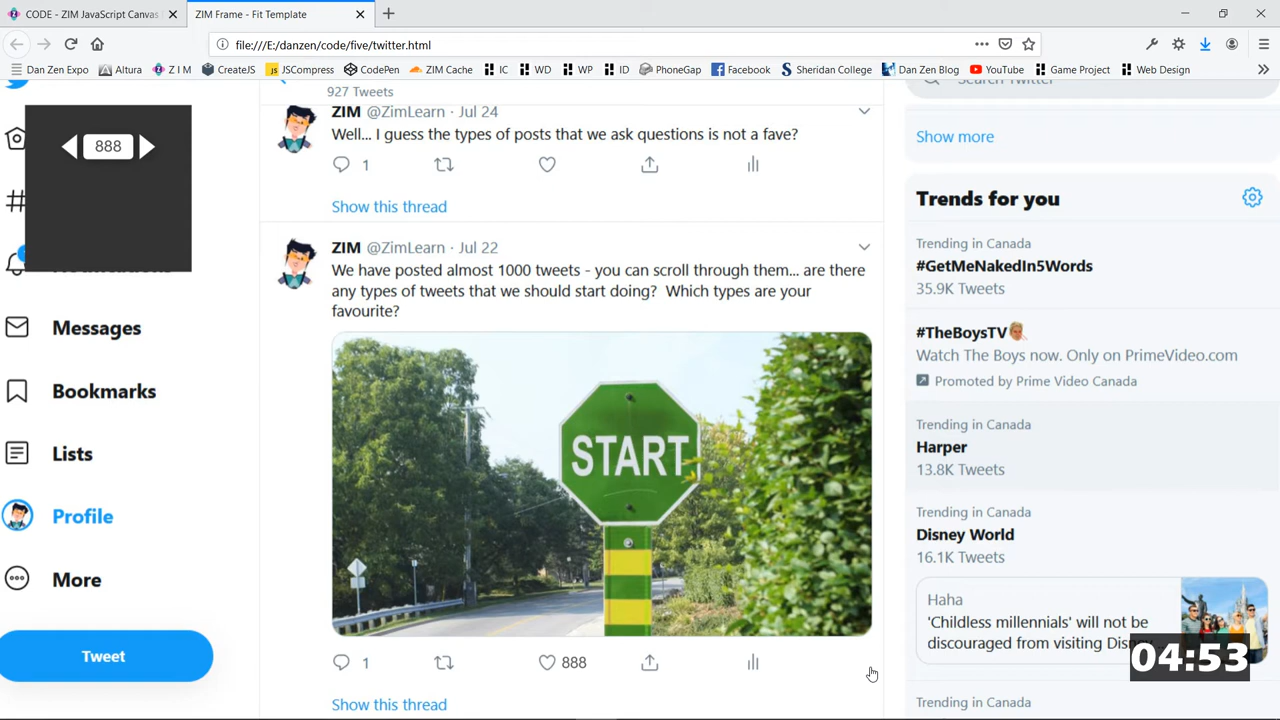 CODE - ZIM JavaScript Canvas
ZIM Frame - Fit Template
file:///E:/danzen/code/five/twitter.html
Dan Zen Expo
Altura
Z I M
CreateJS
JS JSCompress
CodePen
ZIM Cache
IC
WD
WP
ID
PhoneGap
Facebook
Sheridan College
Dan Zen Blog
YouTube
Game Project
Web Design
927 Tweets
Search Twitter
888
Messages
Bookmarks
Lists
Profile
More
Tweet
ZIM @ZimLearn · Jul 24
Well... I guess the types of posts that we ask questions is not a fave?
1
Show this thread
ZIM @ZimLearn · Jul 22
We have posted almost 1000 tweets - you can scroll through them... are there
any types of tweets that we should start doing? Which types are your
favourite?
START
1
888
Show this thread
Show more
Trends for you
Trending in Canada
#GetMeNakedIn5Words
35.9K Tweets
#TheBoysTV
Watch The Boys now. Only on PrimeVideo.com
Promoted by Prime Video Canada
Trending in Canada
Harper
13.8K Tweets
Trending in Canada
Disney World
16.1K Tweets
Haha
'Childless millennials' will not be
discouraged from visiting
04:53
Trending in Canada